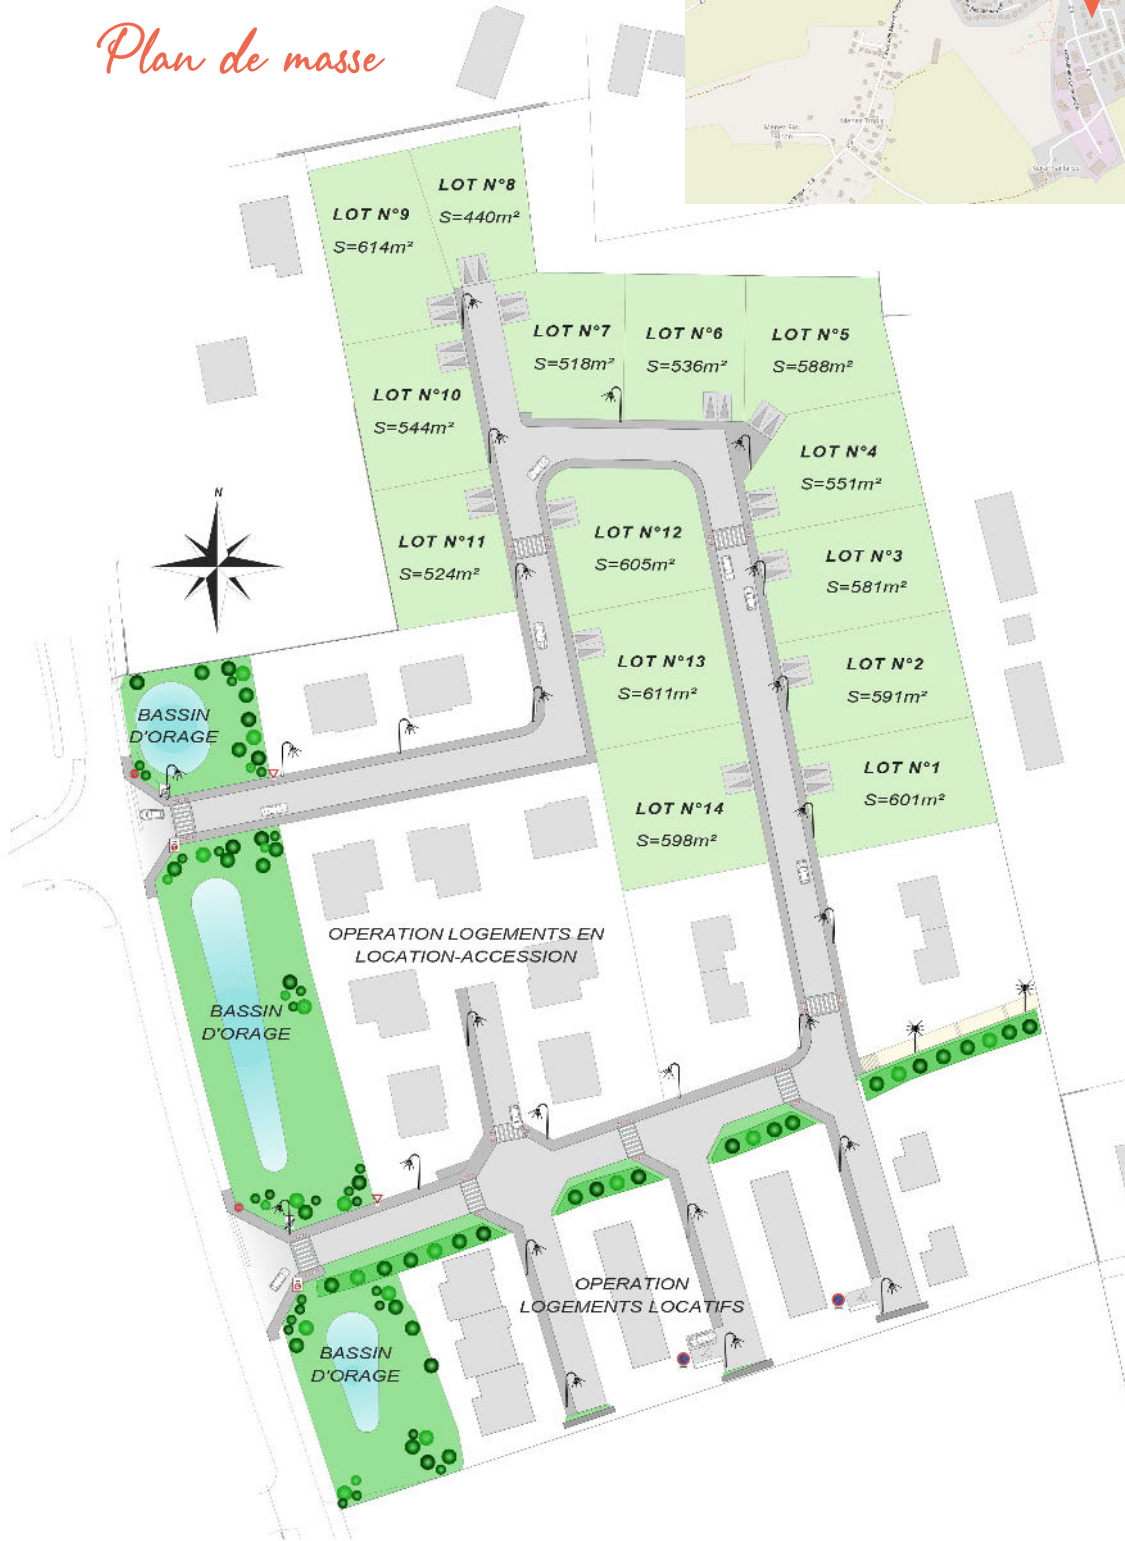 Plan de masse
LOT N°8
S=440m²
LOT N°9
S=614m²
LOT N°7
S=518m²
LOT N°6
S=536m²
LOT N°5
S=588m²
LOT N°10
S=544m²
LOT N°4
S=551m²
N
LOT N°11
S=524m²
LOT N°12
S=605m²
LOT N°3
S=581m²
LOT N°13
S=611m²
LOT N°2
S=591m²
BASSIN
D'ORAGE
LOT N°1
S=601m²
LOT N°14
S=598m²
OPERATION LOGEMENTS EN
LOCATION-ACCESSION
BASSIN
D'ORAGE
OPERATION
LOGEMENTS LOCATIFS
BASSIN
D'ORAGE